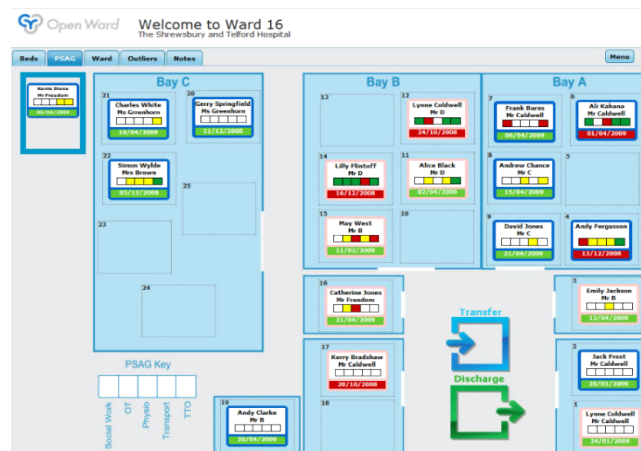 Open Ward
Welcome to Ward 16
The Shrewsbury and Telford Hospital
Beds
PSAG
Ward
Outliers
Notes
Menu
Mr Freedom
05/04/2009
Bay C
21
Charles White
Ms Grrenhorn
19/04/2009
20
Gerry Springfield
Ms Greenhorn
11/12/2008
22
Simon Wylde
Mrs Brown
03/12/2008
25
23
24
Bay B
13
12
Lynne Coldwell
Mr D
24/10/2008
14
Lilly Flintoff
Mr D
16/12/2008
11
Alice Black
Mr D
02/04/2009
15
May West
Mr B
11/02/2009
10
Bay A
7
Frank Burns
Mr Caldwell
06/04/2009
6
Ali Kahana
Mr Caldwell
01/04/2009
Andrew Chance
Mr C
15/04/2009
5
David Jones
Mr C
21/04/2009
4
Andy Fergusson
13/12/2008
16
Catherine Jones
Mr Freedom
21/04/2009
17
Kerry Bradshaw
Mr Caldwell
20/10/2008
18
Transfer
Discharge
3
Emily Jackson
Mr B
12/04/2009
2
Jack Frost
Mr Caldwell
20/01/2009
1
Lynne Coldwell
Mr Caldwell
24/01/2009
PSAG Key
Social Work
OT
Physio
Transport
TTO
19
Andy Clarke
Mr B
20/04/2009